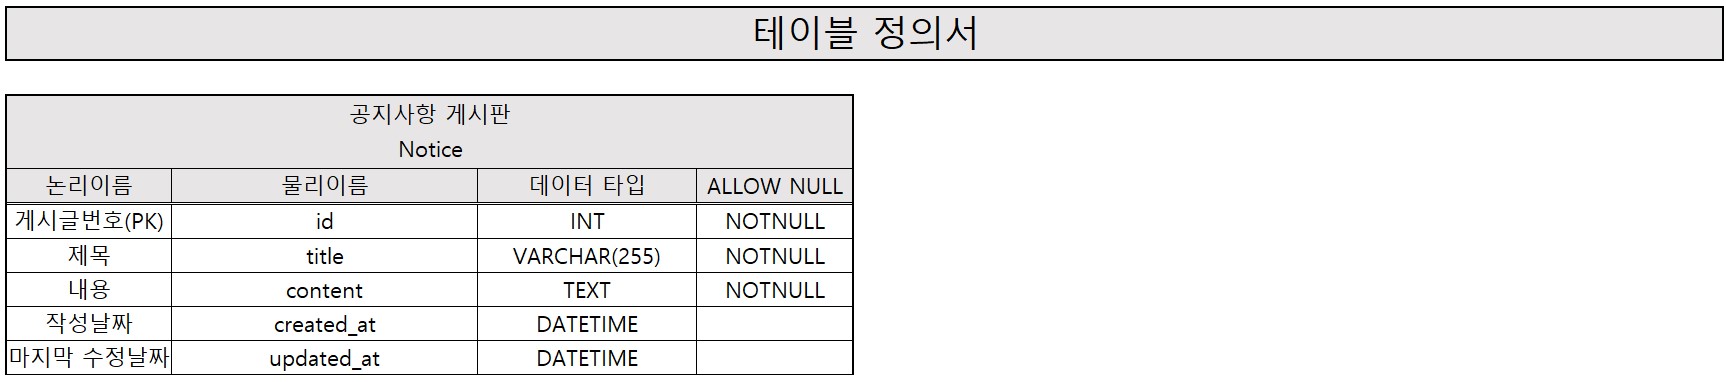 테이블 정의서
공지사항 게시판
Notice
논리이름 물리이름 데이터 타입 ALLOW NULL
게시글번호(PK) id INT NOTNULL
제목 title VARCHAR(255) NOTNULL
내용 content TEXT NOTNULL
작성날짜 created_at DATETIME
마지막 수정날짜 updated_at DATETIME